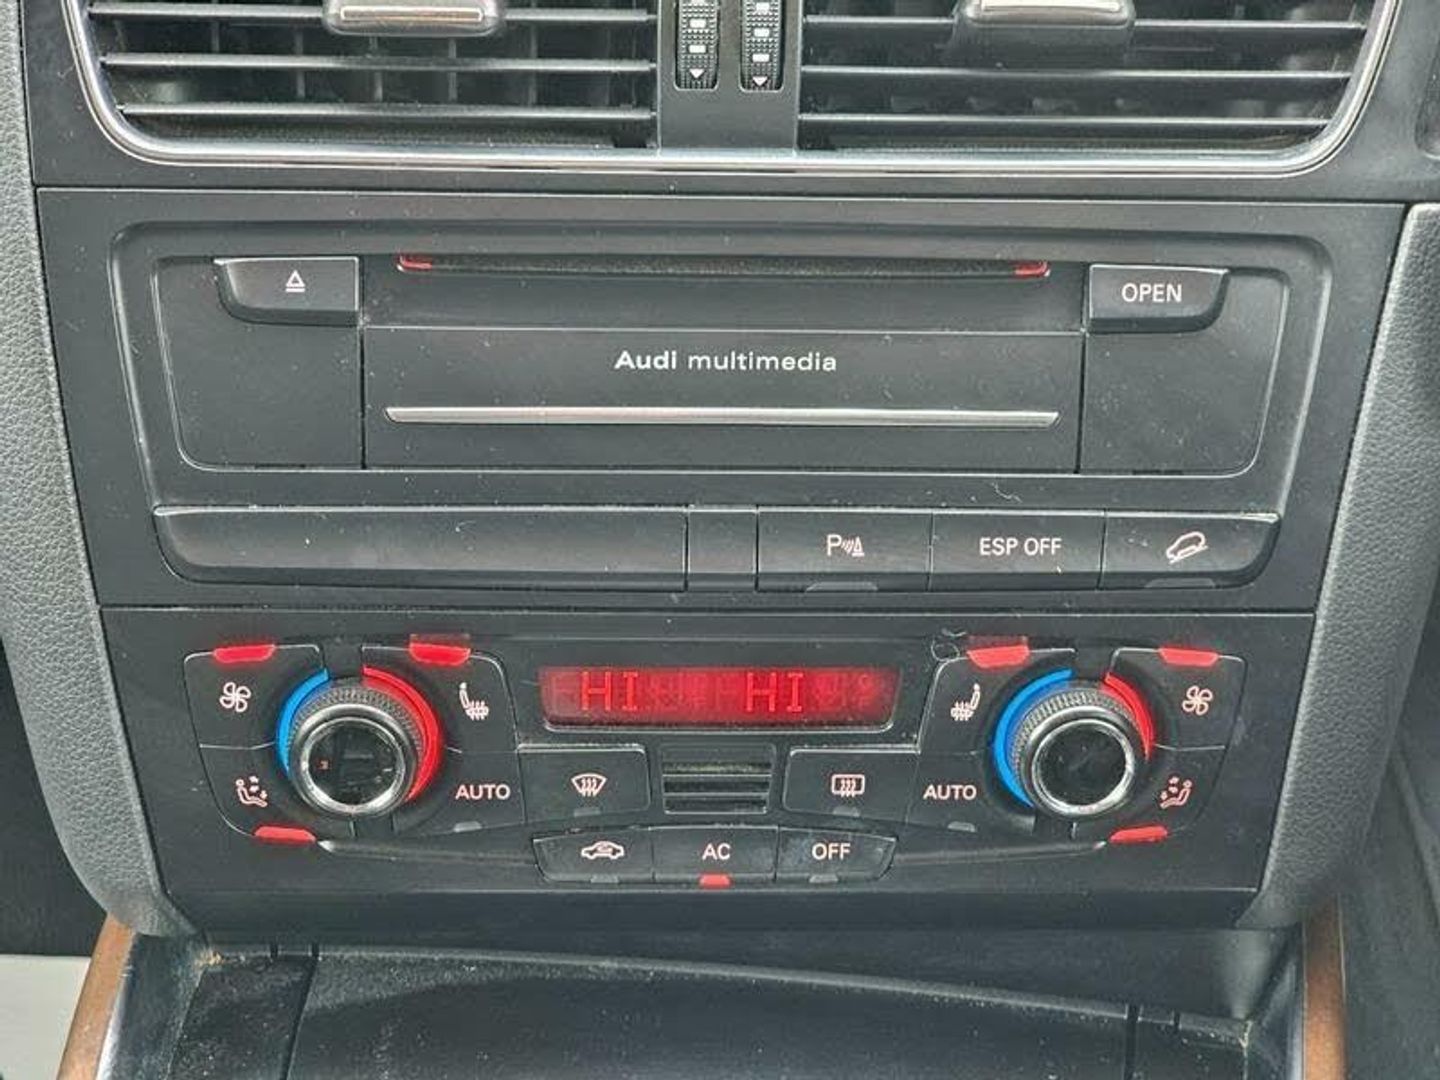 OPEN
Audi multimedia
P ESP OFF
HI HI
AUTO AUTO
AC OFF